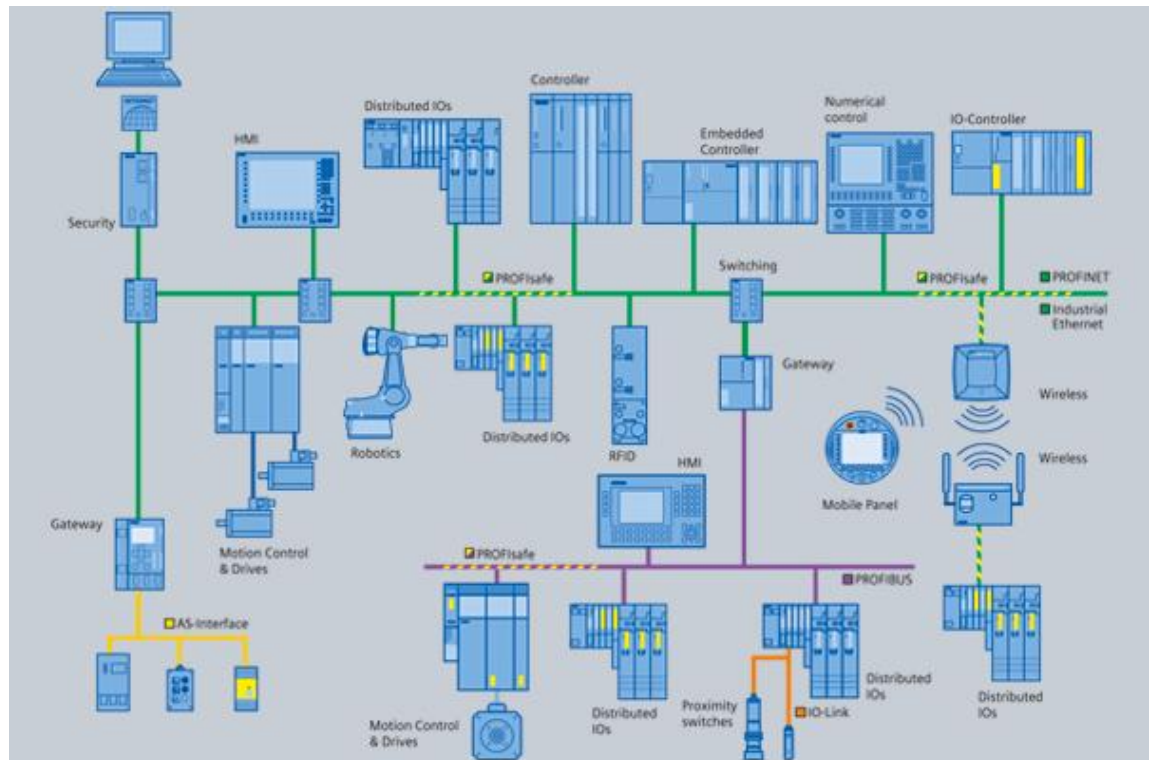 Controller
Distributed IOs
Numerical
control
IO-Controller
HMI
Embedded
Controller
Security
Switching
PROFIsafe
PROFIsafe
PROFINET
Industrial
Ethernet
Gateway
Wireless
Distributed IOs
Robotics
RFID
HMI
Wireless
Mobile Panel
Gateway
Motion Control
& Drives
PROFIsafe
PROFIBUS
AS-Interface
Distributed
IOs
Proximity
switches
IO-Link
Distributed
IOs
Distributed
IOs
Motion Control
& Drives